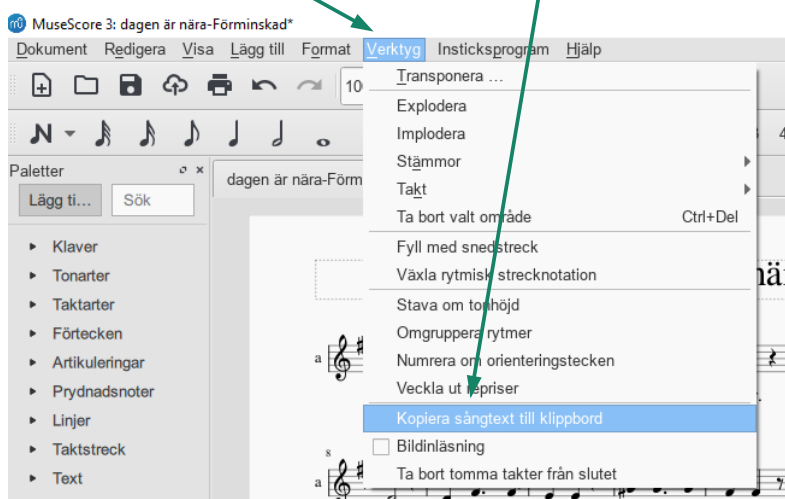 MuseScore 3: dagen är nära-Förminskad*
Dokument Redigera Visa Lägg till Format Verktyg Insticksprogram Hjälp
Paletter
Lägg ti... Sök
Klaver
Tonarter
Taktarter
Förtecken
Artikuleringar
Prydnadsnoter
Linjer
Taktstreck
Text
dagen är nära-Förm
Transponera ...
Explodera
Implodera
Stämmor
Takt
Ta bort valt område Ctrl+Del
Fyll med snedstreck
Växla rytmisk strecknotation
Stava om tonhöjd
Omgruppera rytmer
Numrera om orienteringstecken
Veckla ut repriser
Kopiera sångtext till klippbord
Bildinläsning
Ta bort tomma takter från slutet
a
8
a